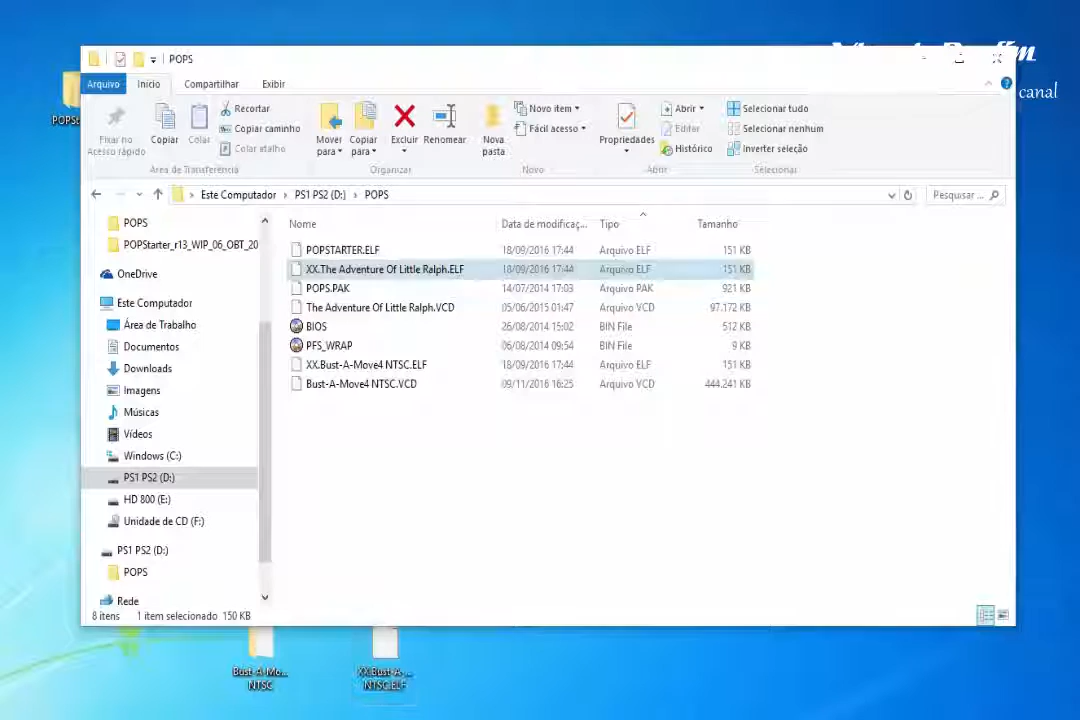 POPS
Arquivo Início Compartilhar Exibir
canal
Fixar no Acesso rápido
Copiar
Colar
Recortar
Copiar caminho
Colar atalho
Mover para
Copiar para
Excluir
Renomear
Nova pasta
Novo item
Fácil acesso
Propriedades
Abrir
Editar
Histórico
Selecionar tudo
Selecionar nenhum
Inverter seleção
Área de Transferência Organizar Novo Abrir Selecionar
Este Computador > PS1 PS2 (D:) > POPS
Pesquisar ...
Nome Data de modificaç... Tipo Tamanho
POPSTARTER.ELF 18/09/2016 17:44 Arquivo ELF 151 KB
XX.The Adventure Of Little Ralph.ELF 18/09/2016 17:44 Arquivo ELF 151 KB
POPS.PAK 14/07/2014 17:03 Arquivo PAK 921 KB
The Adventure Of Little Ralph.VCD 05/06/2015 01:47 Arquivo VCD 97.172 KB
BIOS 26/08/2014 15:02 BIN File 512 KB
PFS_WRAP 06/08/2014 09:54 BIN File 9 KB
XX.Bust-A-Move4 NTSC.ELF 18/09/2016 17:44 Arquivo ELF 151 KB
Bust-A-Move4 NTSC.VCD 09/11/2016 16:25 Arquivo VCD 444.241 KB
POPS
POPStarter_r13_WIP_06_OBT_20
OneDrive
Este Computador
Área de Trabalho
Documentos
Downloads
Imagens
Músicas
Vídeos
Windows (C:)
PS1 PS2 (D:)
HD 800 (E:)
Unidade de CD (F:)
PS1 PS2 (D:)
POPS
Rede
8 itens 1 item selecionado 150 KB
Bust-A-Mo...
NTSC
XX.Bust-A-...
NTSC.ELF